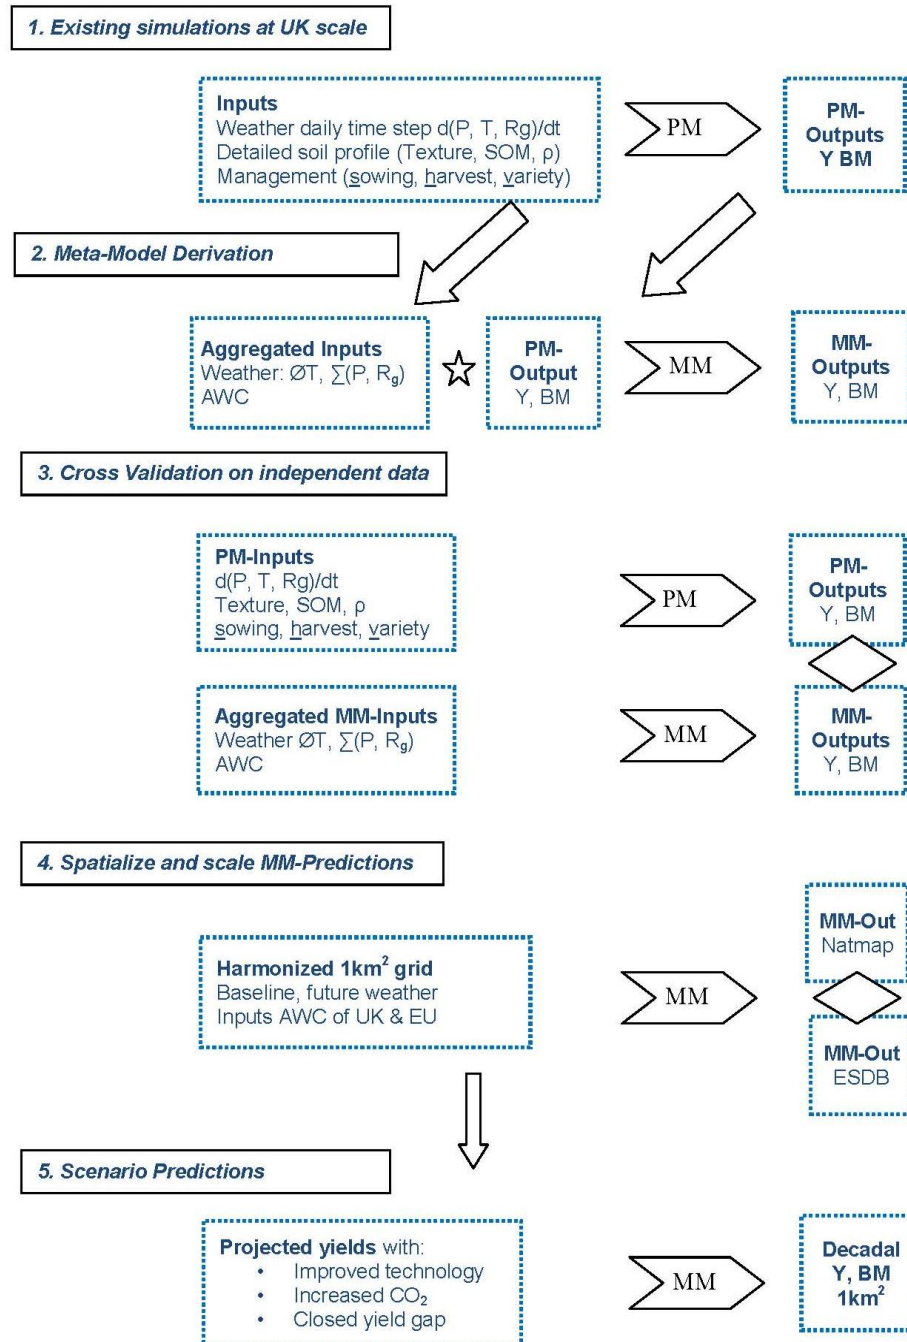 1. Existing simulations at UK scale
Inputs
Weather daily time step d(P, T, Rg)/dt
Detailed soil profile (Texture, SOM, ρ)
Management (sowing, harvest, variety)
PM
PM-
Outputs
Y BM
2. Meta-Model Derivation
Aggregated Inputs
Weather: ØT, ∑(P, Rg)
AWC
PM-
Output
Y, BM
MM
MM-
Outputs
Y, BM
3. Cross Validation on independent data
PM-Inputs
d(P, T, Rg)/dt
Texture, SOM, ρ
sowing, harvest, variety
PM
PM-
Outputs
Y, BM
Aggregated MM-Inputs
Weather ØT, ∑(P, Rg)
AWC
MM
MM-
Outputs
Y, BM
4. Spatialize and scale MM-Predictions
Harmonized 1km² grid
Baseline, future weather
Inputs AWC of UK & EU
MM
MM-Out
Natmap
MM-Out
ESDB
5. Scenario Predictions
Projected yields with:
• Improved technology
• Increased CO₂
• Closed yield gap
MM
Decadal
Y, BM
1km²